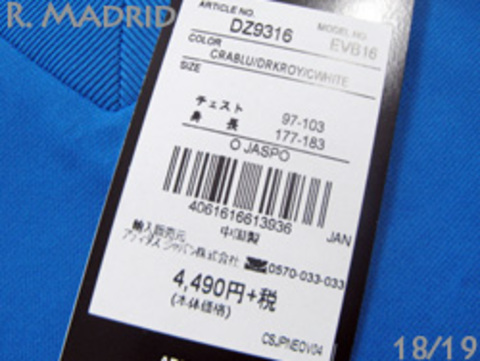 R. MADRID
ARTICLE NO. MODEL NO.
DZ9316 EVB16
COLOR
CRABLU/DRKROY/CWHITE
SIZE
チェスト 97-103
身長 177-183
O JASPO
4061616613936 JAN
中国製
輸入販売元
アディダス ジャパン株式会社 0570-033-033
4,490円+税
(本体価格)
CSJPNEOV04
18/19